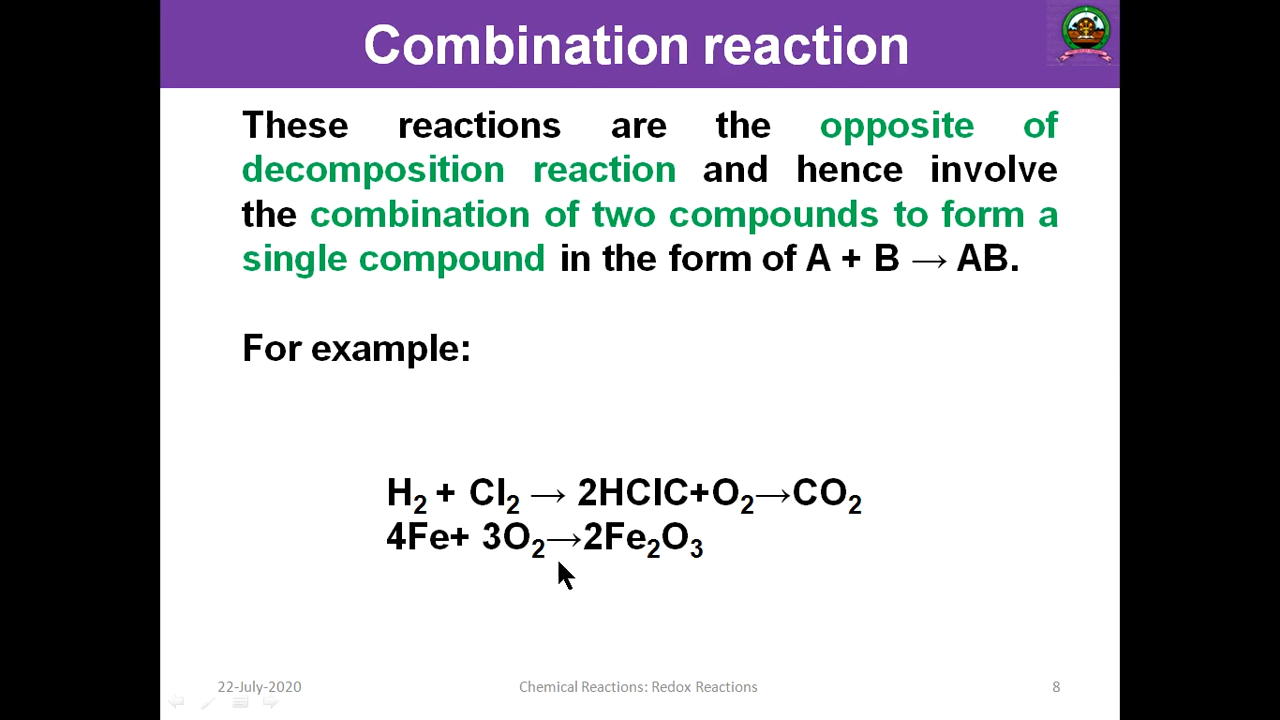 Combination reaction
These reactions are the opposite of
decomposition reaction and hence involve
the combination of two compounds to form a
single compound in the form of A + B → AB.
For example:
H₂ + Cl₂ → 2HClC+O₂→CO₂
4Fe+ 3O₂→2Fe₂O₃
22-July-2020
Chemical Reactions: Redox Reactions
8